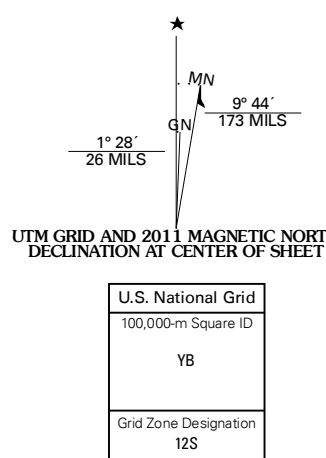 MN
GN
9° 44´
173 MILS
1° 28´
26 MILS
UTM GRID AND 2011 MAGNETIC NORT
DECLINATION AT CENTER OF SHEET
U.S. National Grid
100,000-m Square ID
YB
Grid Zone Designation
12S